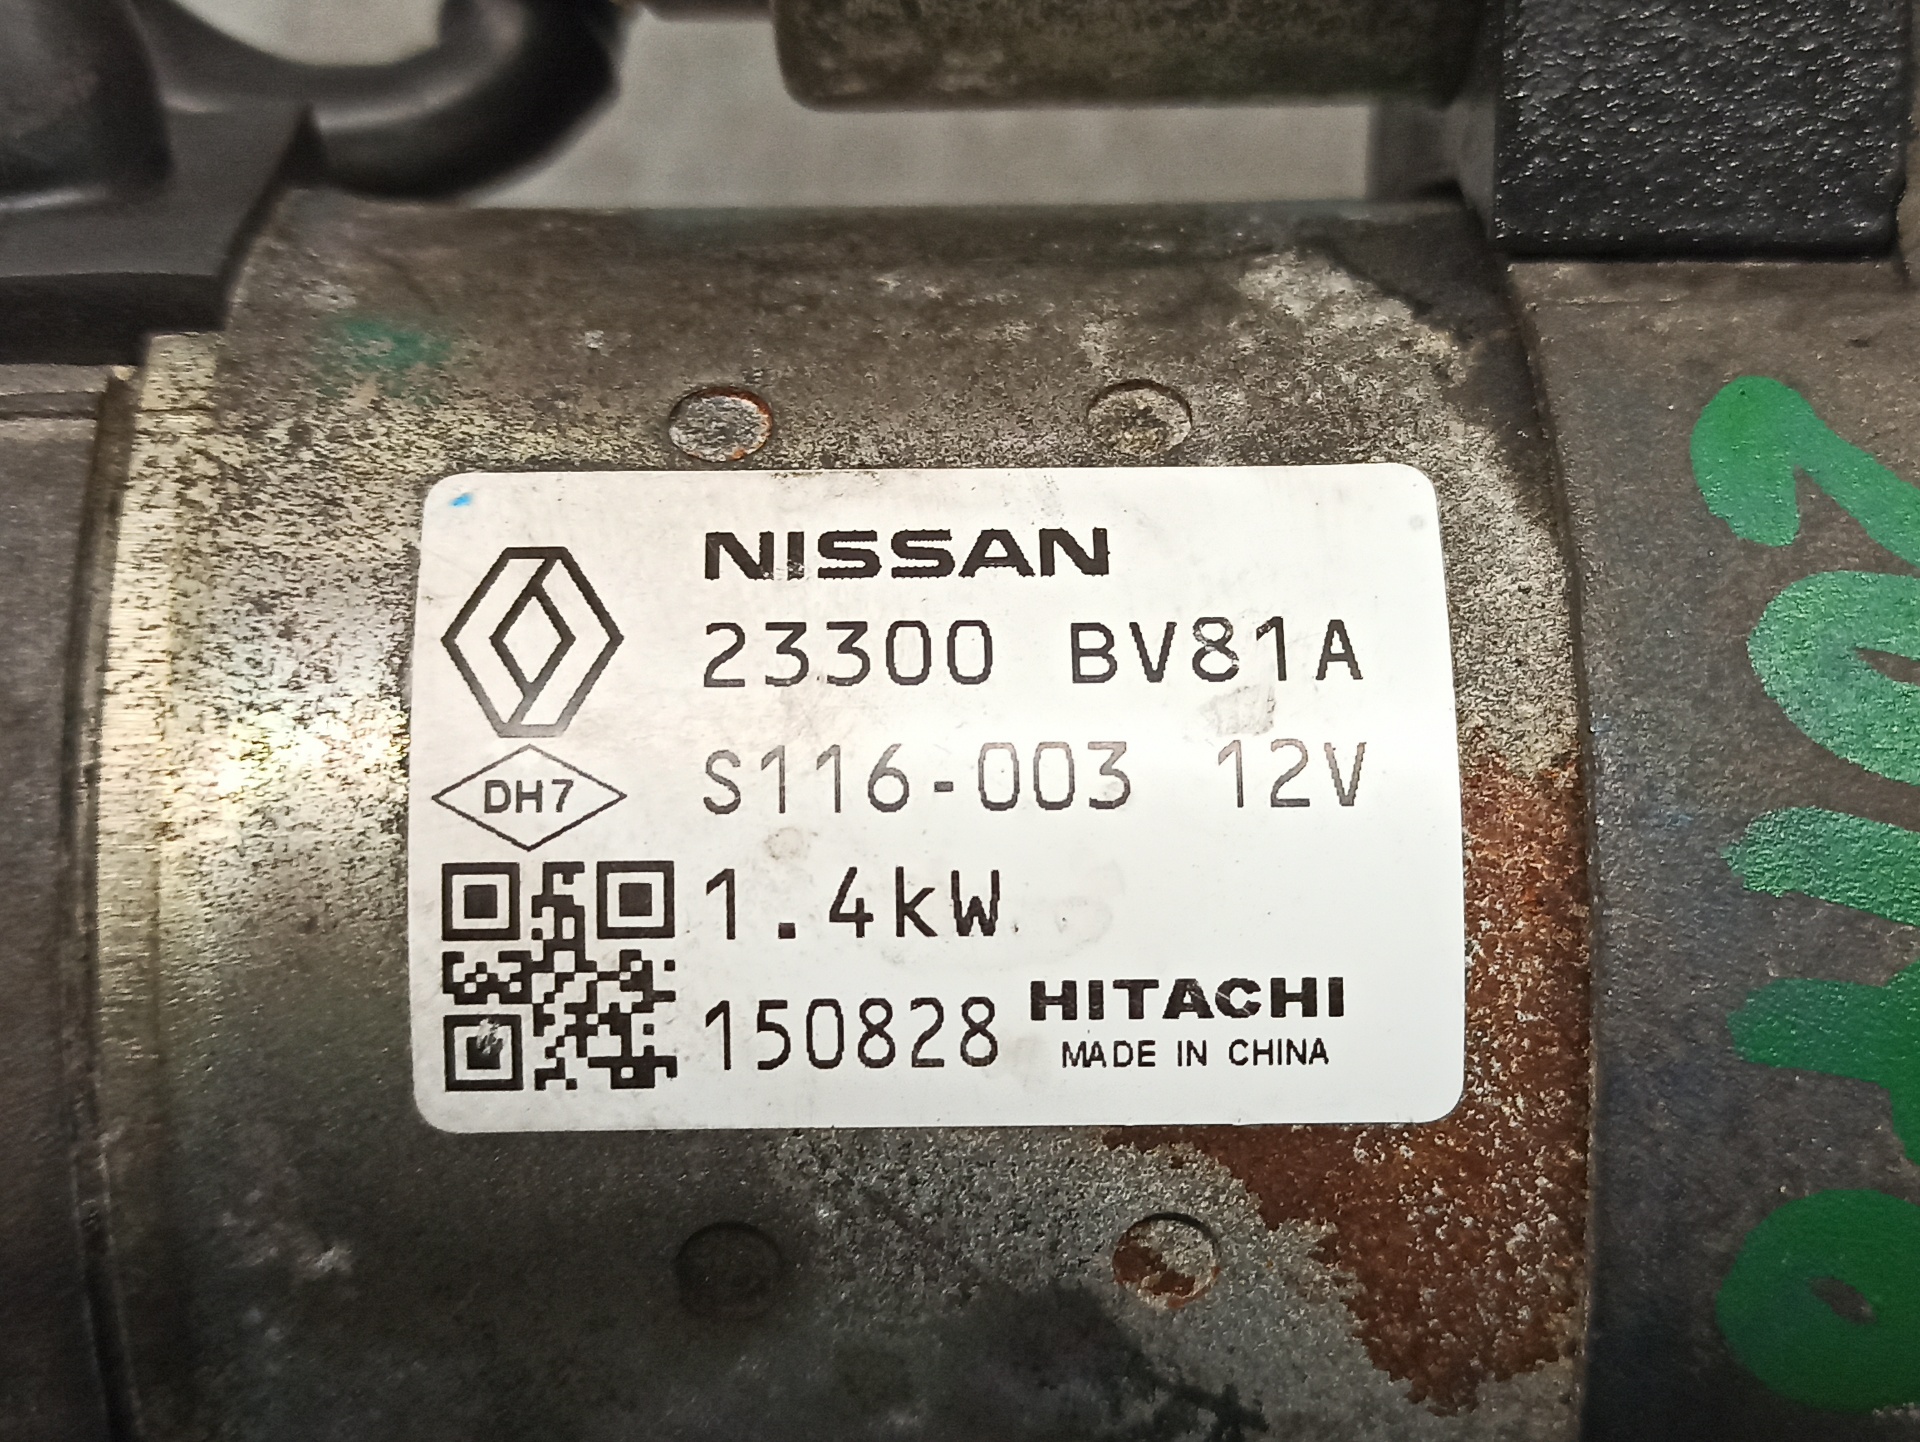 NISSAN
23300 BV81A
S116-003 12V
DH7
1.4kW
150828 HITACHI
MADE IN CHINA